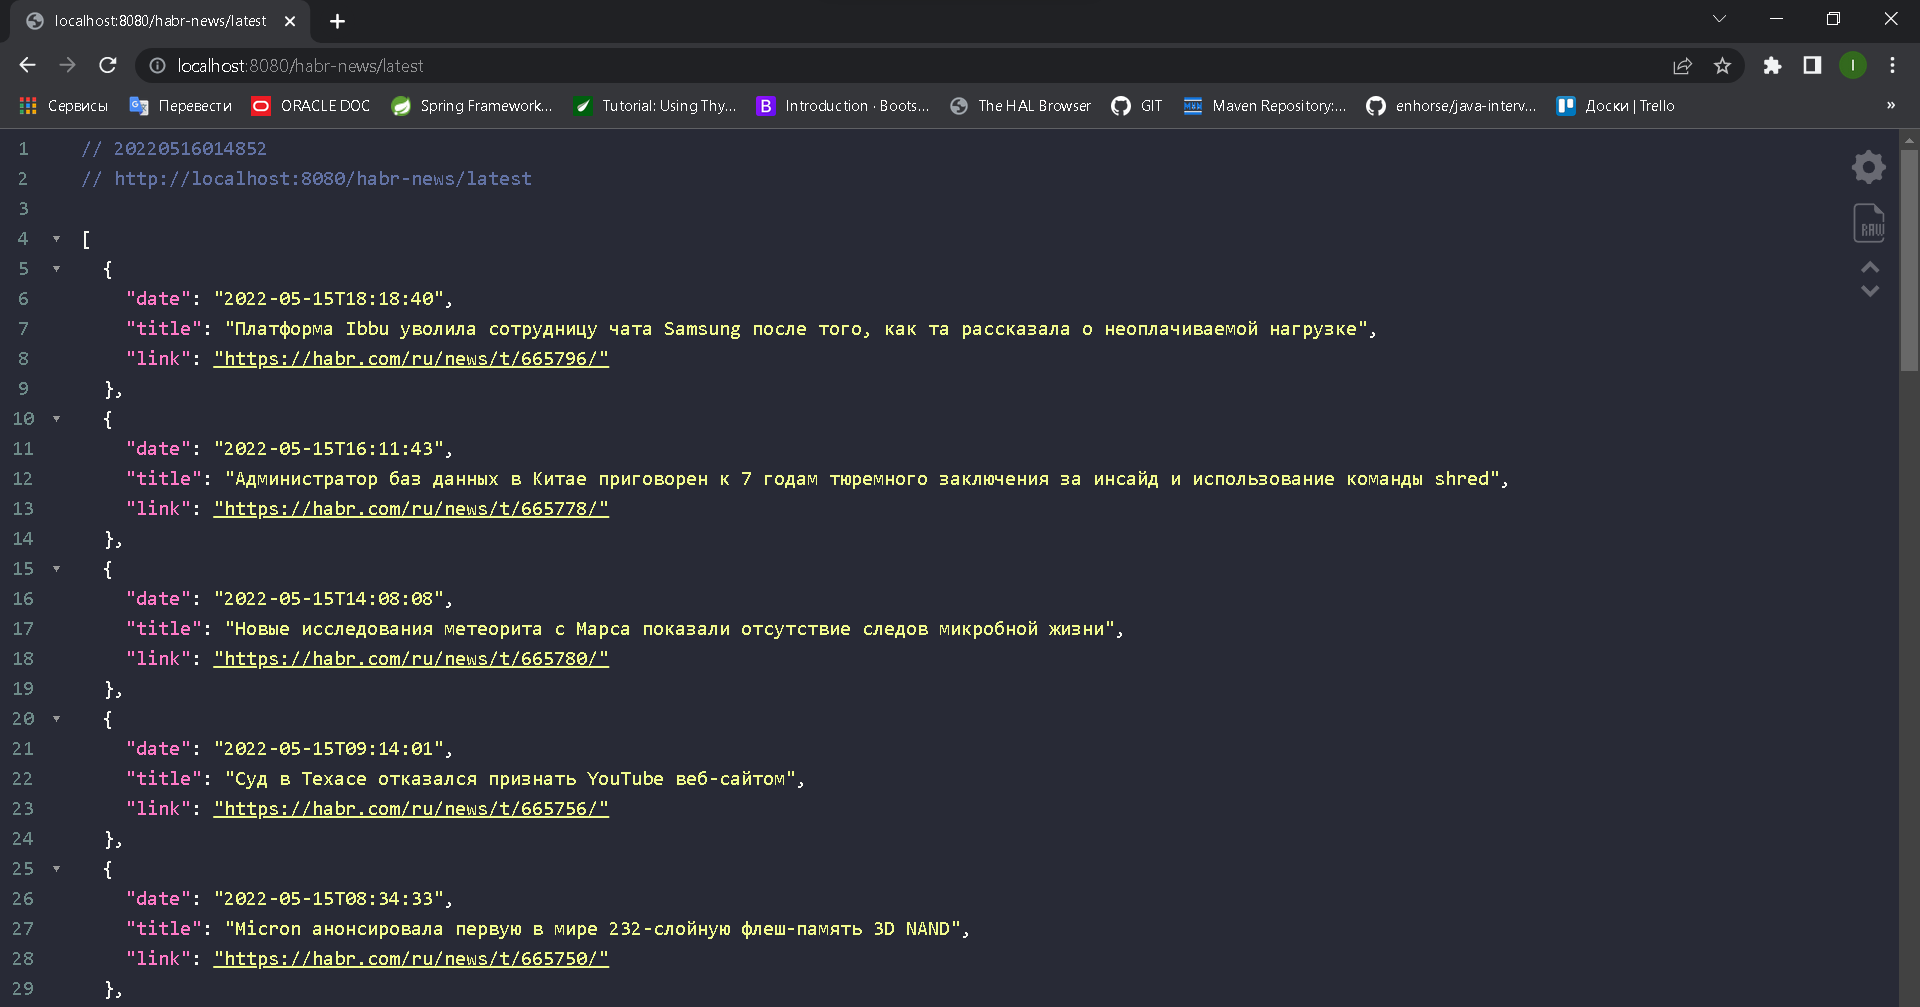 localhost:8080/habr-news/latest
localhost:8080/habr-news/latest
I
Сервисы Перевести ORACLE DOC Spring Framework... Tutorial: Using Thy... Introduction · Boots... The HAL Browser GIT Maven Repository:... enhorse/java-interv... Доски | Trello »
1 // 20220516014852
2 // http://localhost:8080/habr-news/latest
3
4 [
5 {
6 "date": "2022-05-15T18:18:40",
7 "title": "Платформа Ibbu уволила сотрудницу чата Samsung после того, как та рассказала о неоплачиваемой нагрузке",
8 "link": "https://habr.com/ru/news/t/665796/"
9 },
10 {
11 "date": "2022-05-15T16:11:43",
12 "title": "Администратор баз данных в Китае приговорен к 7 годам тюремного заключения за инсайд и использование команды shred",
13 "link": "https://habr.com/ru/news/t/665778/"
14 },
15 {
16 "date": "2022-05-15T14:08:08",
17 "title": "Новые исследования метеорита с Марса показали отсутствие следов микробной жизни",
18 "link": "https://habr.com/ru/news/t/665780/"
19 },
20 {
21 "date": "2022-05-15T09:14:01",
22 "title": "Суд в Техасе отказался признать YouTube веб-сайтом",
23 "link": "https://habr.com/ru/news/t/665756/"
24 },
25 {
26 "date": "2022-05-15T08:34:33",
27 "title": "Micron анонсировала первую в мире 232-слойную флеш-память 3D NAND",
28 "link": "https://habr.com/ru/news/t/665750/"
29 },
RAW